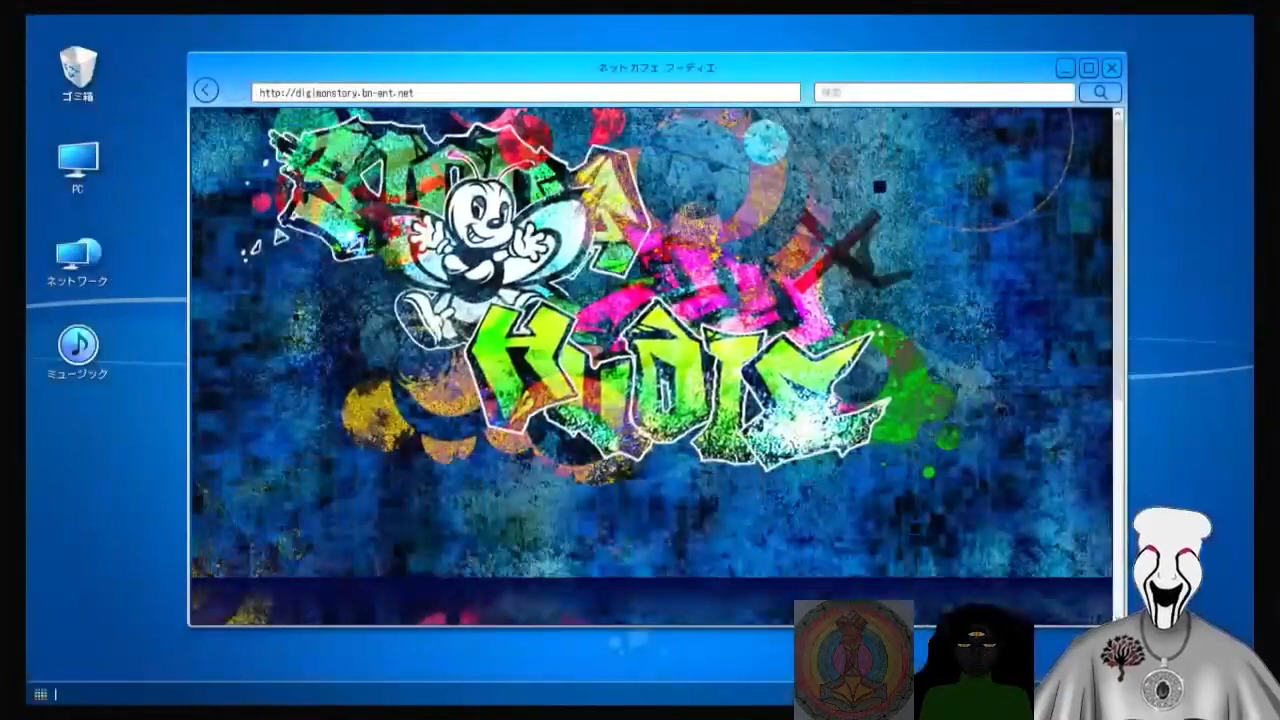 ネットカフェ フーディエ
http://digimonstory.bn-ent.net
検索
ゴミ箱
PC
ネットワーク
ミュージック